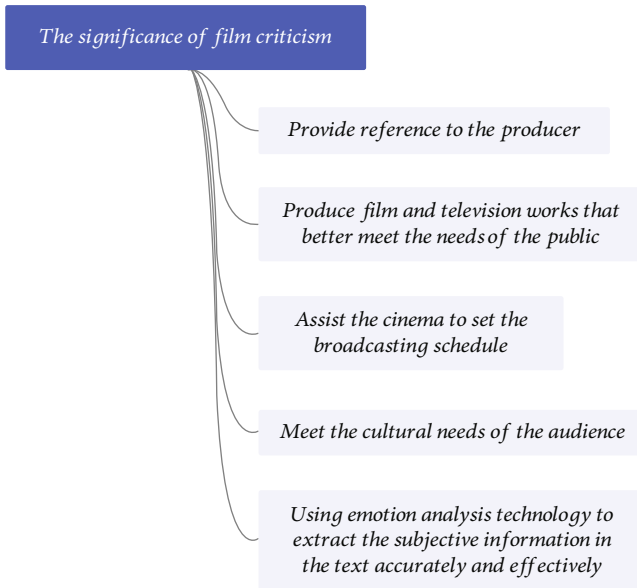 The significance of film criticism
Provide reference to the producer
Produce film and television works that
better meet the needs of the public
Assist the cinema to set the
broadcasting schedule
Meet the cultural needs of the audience
Using emotion analysis technology to
extract the subjective information in
the text accurately and effectively